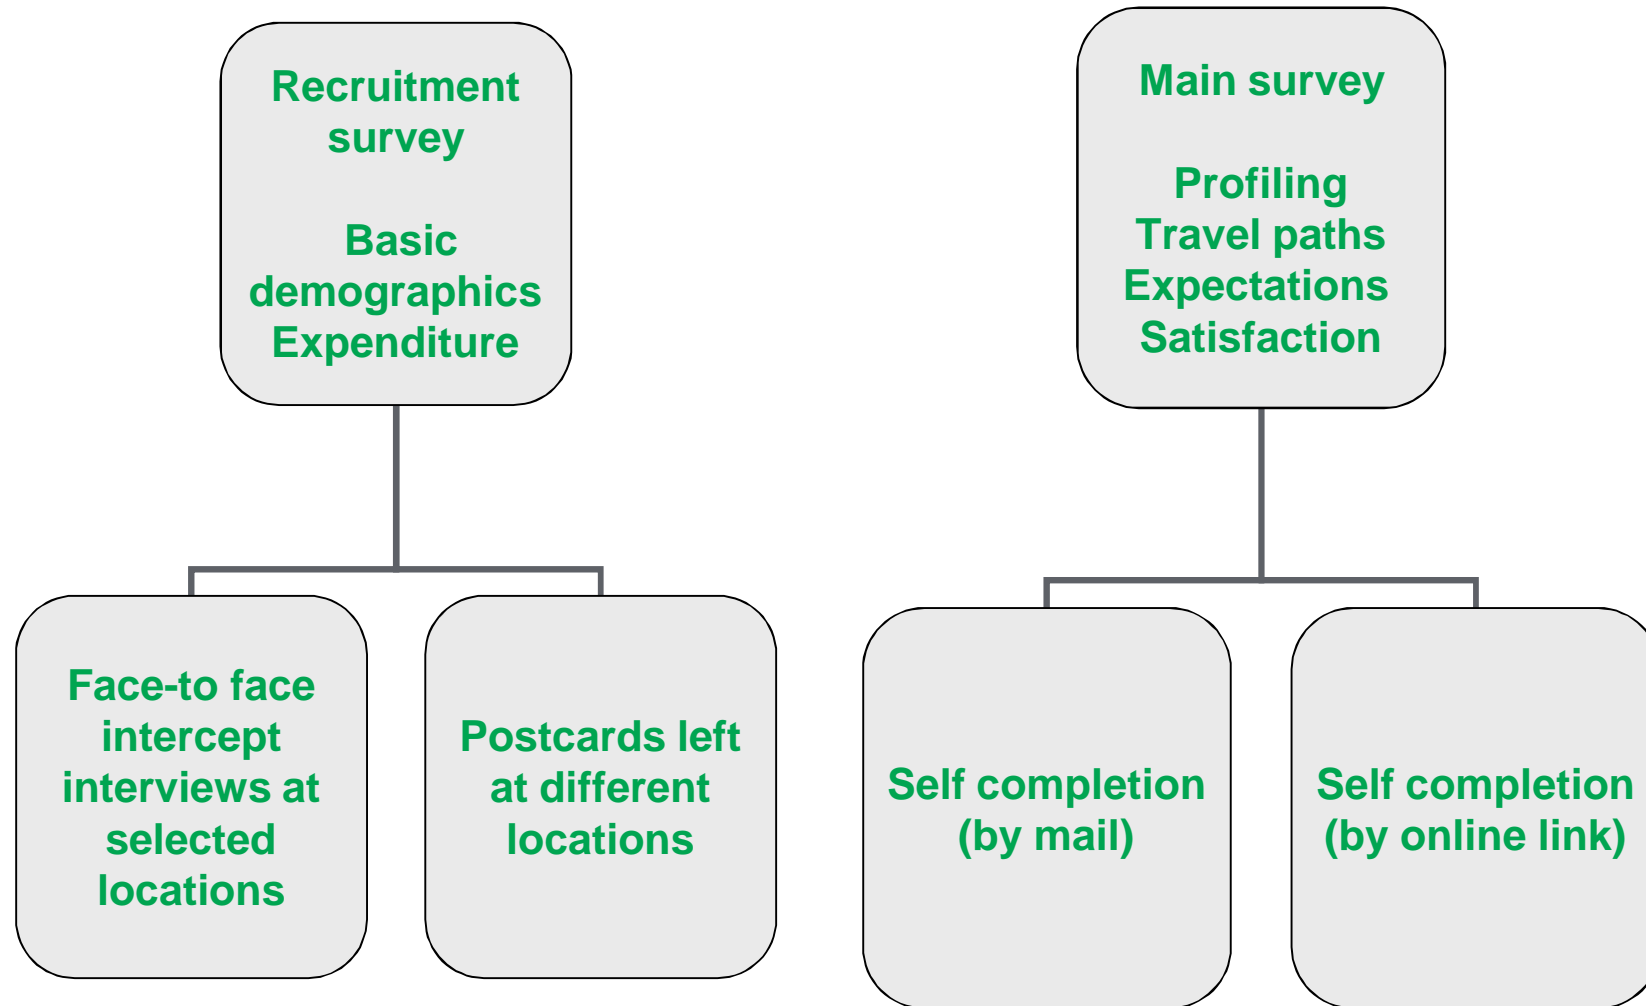 Recruitment
survey
Basic
demographics
Expenditure
Main survey
Profiling
Travel paths
Expectations
Satisfaction
Face-to face
intercept
interviews at
selected
locations
Postcards left
at different
locations
Self completion
(by mail)
Self completion
(by online link)